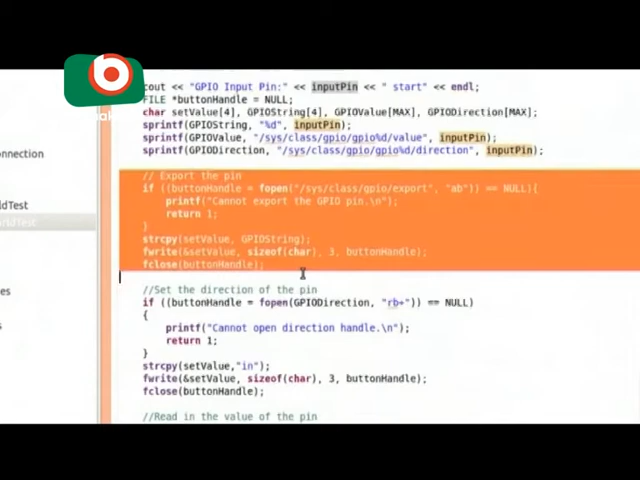 cout << "GPIO Input Pin:" << inputPin << " start" << endl;
FILE *buttonHandle = NULL;
char setValue[4], GPIOString[4], GPIOValue[MAX], GPIODirection[MAX];
sprintf(GPIOString, "%d", inputPin);
sprintf(GPIOValue, "/sys/class/gpio/gpio%d/value", inputPin);
sprintf(GPIODirection, "/sys/class/gpio/gpio%d/direction", inputPin);
// Export the pin
if ((buttonHandle = fopen("/sys/class/gpio/export", "ab")) == NULL){
printf("Cannot export the GPIO pin.\n");
return 1;
}
strcpy(setValue, GPIOString);
fwrite(&setValue, sizeof(char), 3, buttonHandle);
fclose(buttonHandle);
//Set the direction of the pin
if ((buttonHandle = fopen(GPIODirection, "rb+")) == NULL)
{
printf("Cannot open direction handle.\n");
return 1;
}
strcpy(setValue,"in");
fwrite(&setValue, sizeof(char), 3, buttonHandle);
fclose(buttonHandle);
//Read in the value of the pin
onnection
ldTest
orldTest
es
s